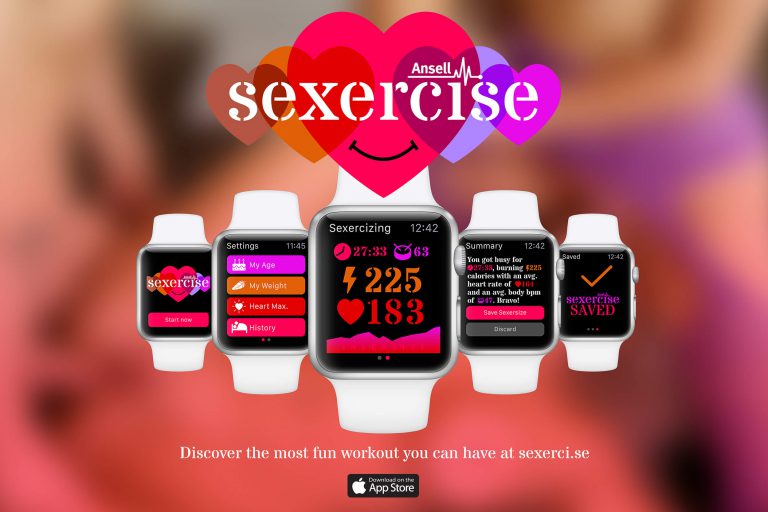 Ansell
sexercise
Ansell
sexercise
Start now
Settings 11:45
My Age
My Weight
Heart Max.
History
Sexercizing 12:42
27:33 63
225
183
Summary 12:42
You got busy for
27:33, burning 225
calories with an avg.
heart rate of 164
and an avg. body bpm
of 47. Bravo!
Save Sexersize
Discard
Saved 12:42
sexercise
SAVED
Discover the most fun workout you can have at sexerci.se
Download on the
App Store